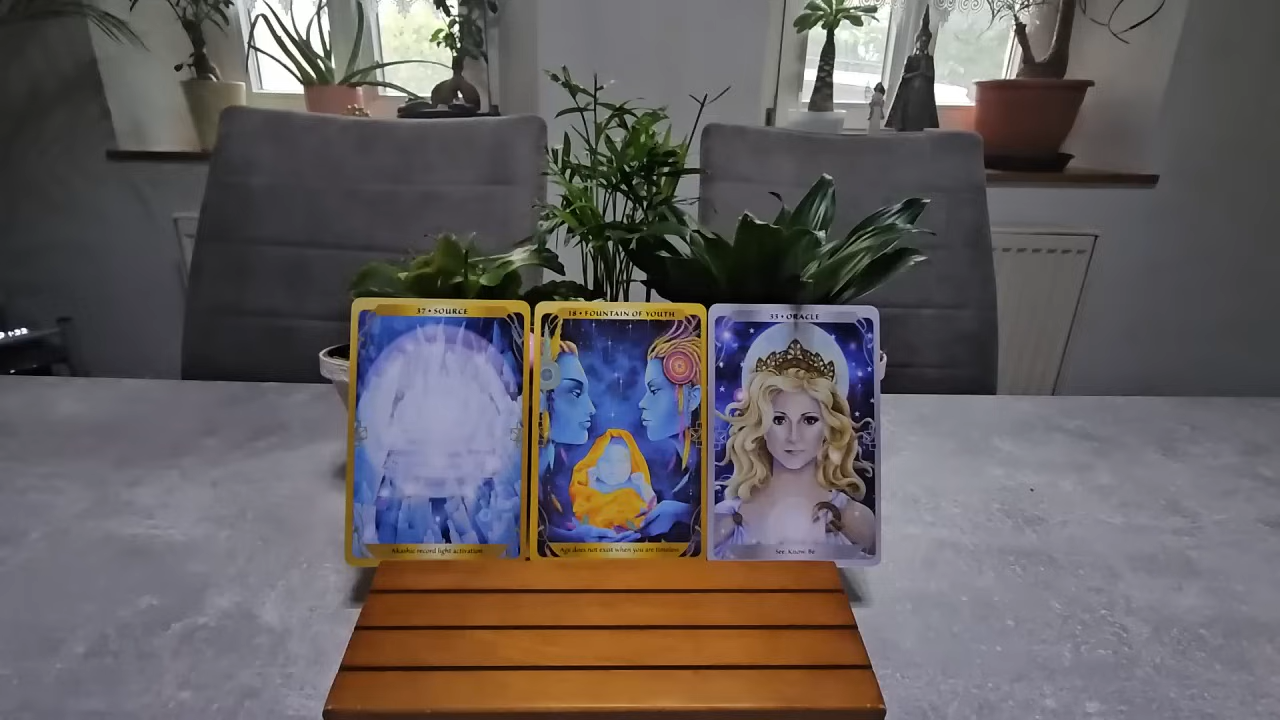 37 • SOURCE
Akashic record light activation
18 • FOUNTAIN OF YOUTH
Age does not exist when you are timeless
33 • ORACLE
See, Know, Be